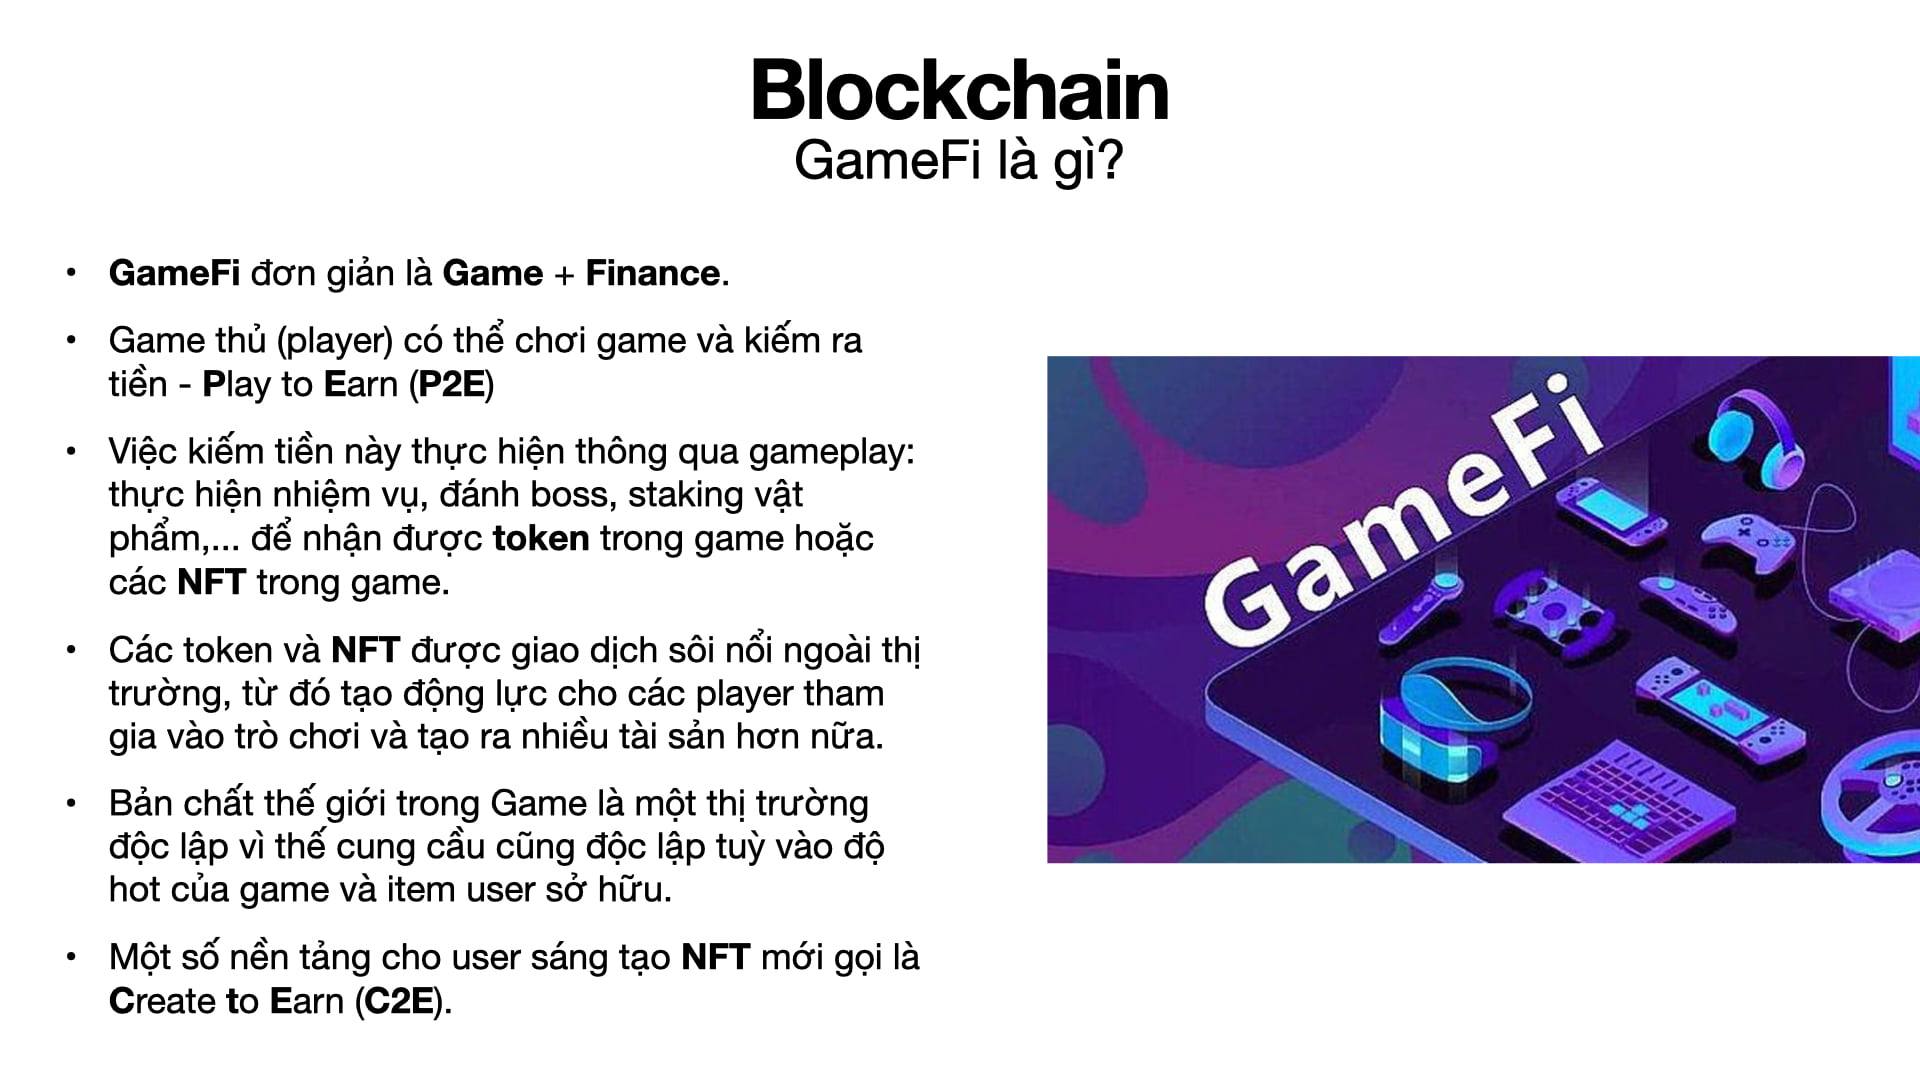 Blockchain
GameFi là gì?
• GameFi đơn giản là Game + Finance.
• Game thủ (player) có thể chơi game và kiếm ra
tiền - Play to Earn (P2E)
• Việc kiếm tiền này thực hiện thông qua gameplay:
thực hiện nhiệm vụ, đánh boss, staking vật
phẩm,... để nhận được token trong game hoặc
các NFT trong game.
• Các token và NFT được giao dịch sôi nổi ngoài thị
trường, từ đó tạo động lực cho các player tham
gia vào trò chơi và tạo ra nhiều tài sản hơn nữa.
• Bản chất thế giới trong Game là một thị trường
độc lập vì thế cung cầu cũng độc lập tuỳ vào độ
hot của game và item user sở hữu.
• Một số nền tảng cho user sáng tạo NFT mới gọi là
Create to Earn (C2E).
GameFi